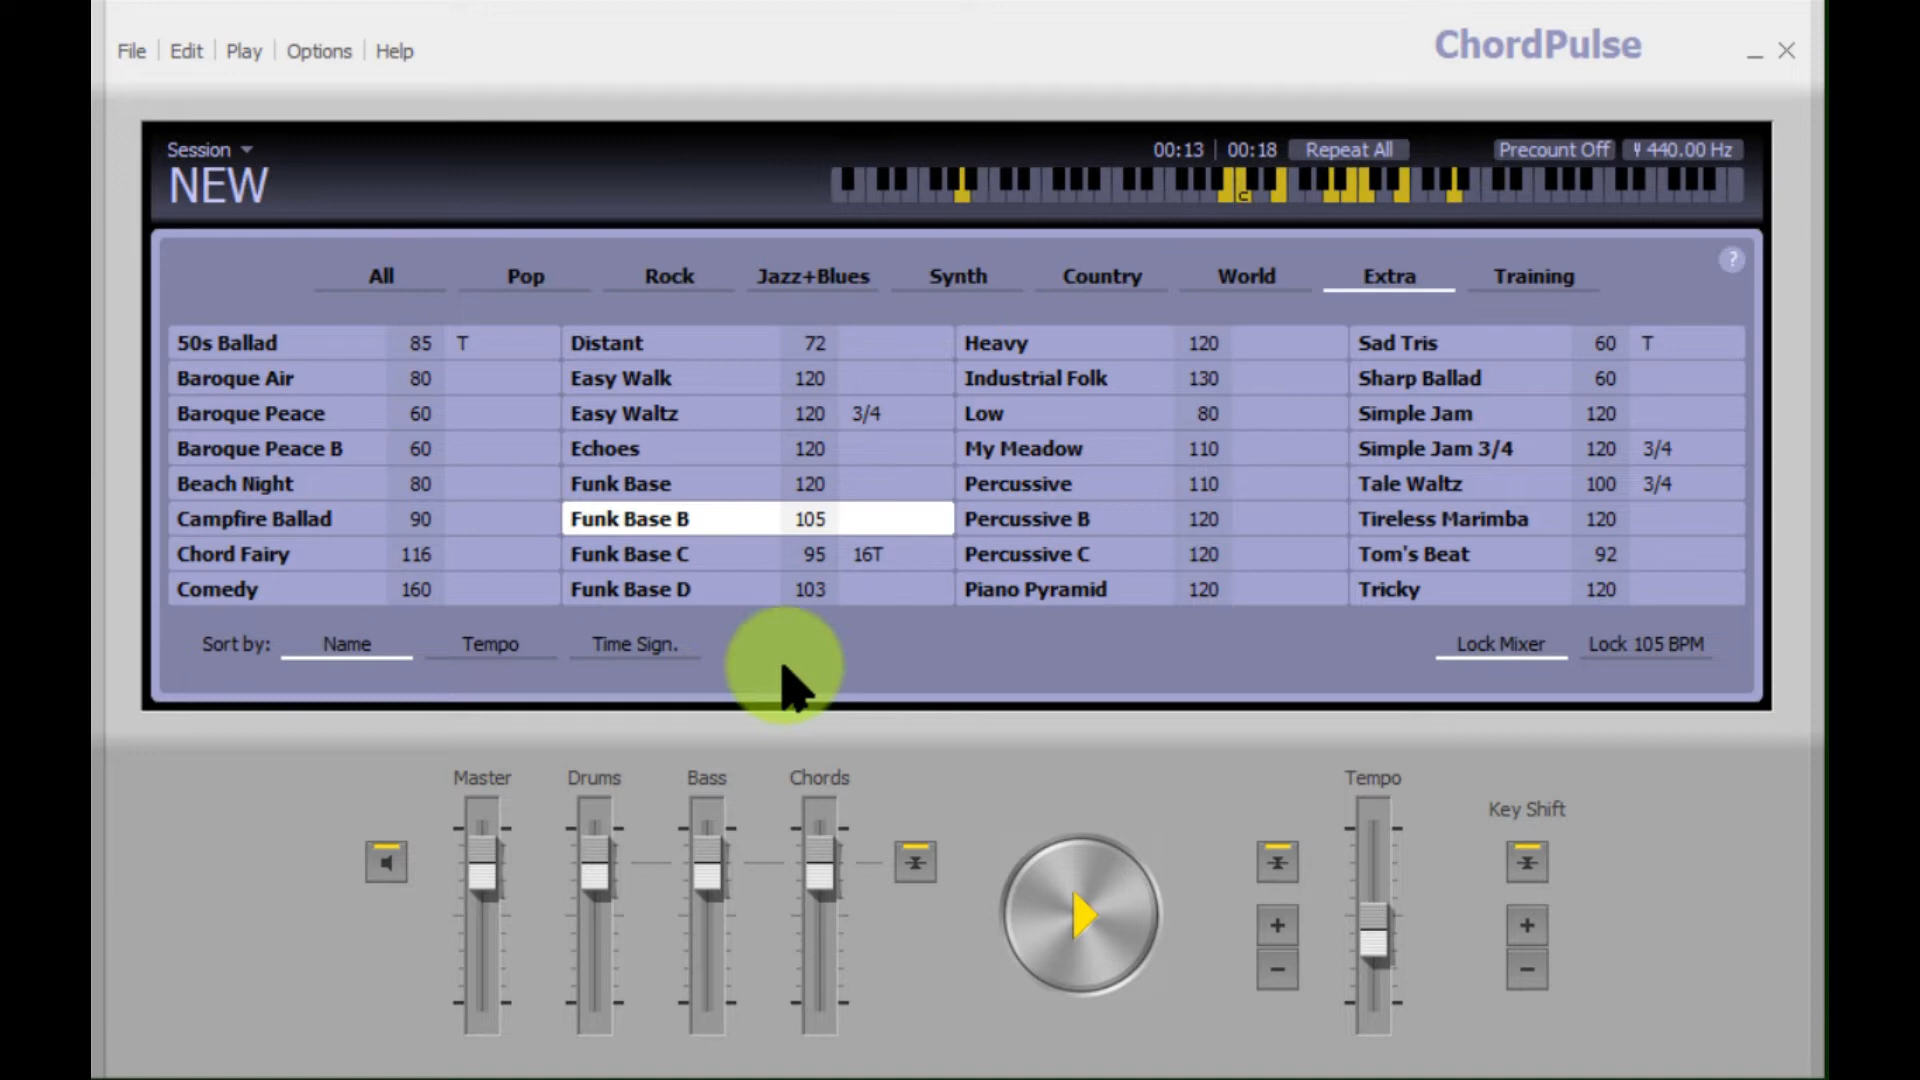 File Edit Play Options Help
ChordPulse
Session
NEW
00:13 00:18 Repeat All Precount Off 440.00 Hz
C
All Pop Rock Jazz+Blues Synth Country World Extra Training ?
50s Ballad 85 T Distant 72 Heavy 120 Sad Tris 60 T
Baroque Air 80 Easy Walk 120 Industrial Folk 130 Sharp Ballad 60
Baroque Peace 60 Easy Waltz 120 3/4 Low 80 Simple Jam 120
Baroque Peace B 60 Echoes 120 My Meadow 110 Simple Jam 3/4 120 3/4
Beach Night 80 Funk Base 120 Percussive 110 Tale Waltz 100 3/4
Campfire Ballad 90 Funk Base B 105 Percussive B 120 Tireless Marimba 120
Chord Fairy 116 Funk Base C 95 16T Percussive C 120 Tom's Beat 92
Comedy 160 Funk Base D 103 Piano Pyramid 120 Tricky 120
Sort by: Name Tempo Time Sign. Lock Mixer Lock 105 BPM
Master Drums Bass Chords Tempo
Key Shift